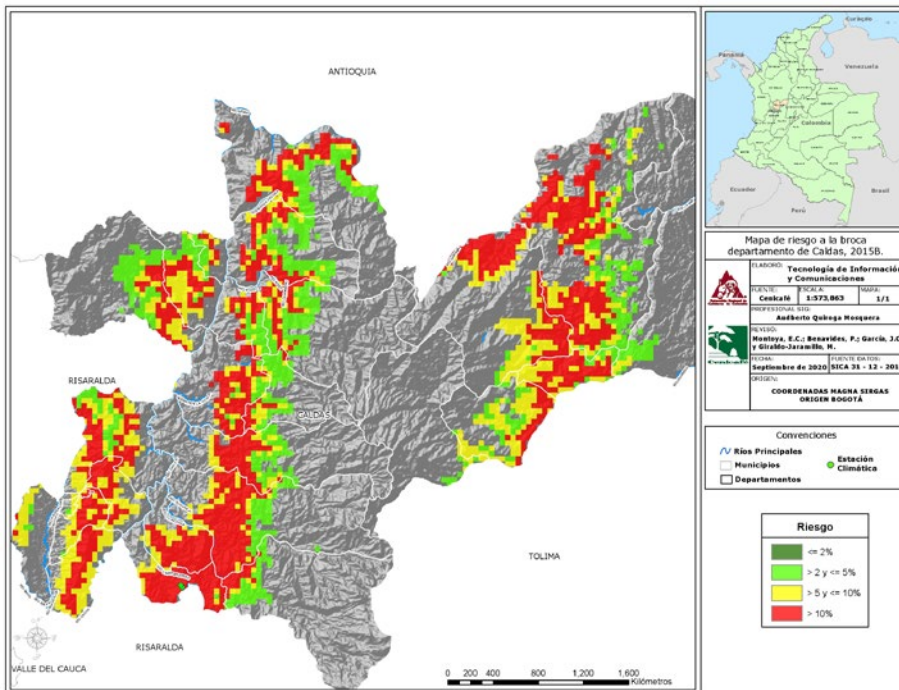 ANTIOQUIA
RISARALDA
CALDAS
TOLIMA
RISARALDA
VALLE DEL CAUCA
0 200 400 800 1,200 1,600
Kilómetros
Curaçao
Panamá
Venezuela
Colombia
Ecuador
Perú
Brasil
Mapa de riesgo a la broca
departamento de Caldas, 2015B.
ELABORÓ: Tecnología de Información
y Comunicaciones
FUENTE: Cenicafé
ESCALA: 1:573,863
MAPA: 1/1
PROFESIONAL SIG:
Audberto Quiroga Mosquera
REVISÓ:
Montoya, E.C.; Benavides, P.; García, J.C
y Giraldo-Jaramillo, M.
FECHA: Septiembre de 2020
FUENTE DATOS: SICA 31 - 12 - 201
ORIGEN:
COORDENADAS MAGNA SIRGAS
ORIGEN BOGOTÁ
Cenicafé
Convenciones
Ríos Principales
Municipios
Departamentos
Estación
Climática
Riesgo
<= 2%
> 2 y <= 5%
> 5 y <= 10%
> 10%